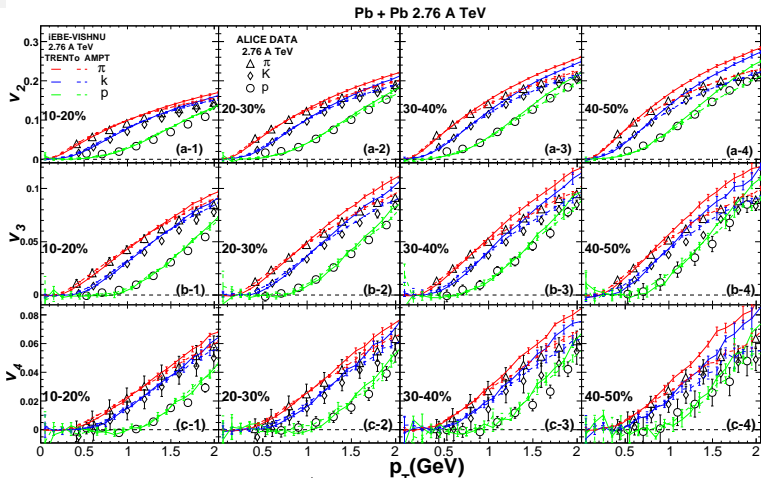 Pb + Pb 2.76 A TeV
iEBE-VISHNU
2.76 A TeV
TRENTo AMPT
π
k
p
ALICE DATA
2.76 A TeV
π
K
p
v2
0.3
0.2
0.1
0
10-20%
(a-1)
20-30%
(a-2)
30-40%
(a-3)
40-50%
(a-4)
v3
0.1
0.05
0
10-20%
(b-1)
20-30%
(b-2)
30-40%
(b-3)
40-50%
(b-4)
v4
0.08
0.06
0.04
0.02
0
10-20%
(c-1)
20-30%
(c-2)
30-40%
(c-3)
40-50%
(c-4)
0 0.5 1 1.5 2 0.5 1 1.5 2 0.5 1 1.5 2 0.5 1 1.5 2
pT(GeV)